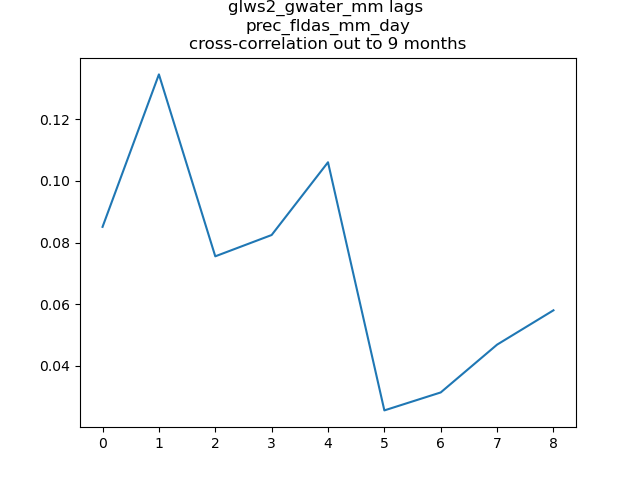 glws2_gwater_mm lags
prec_fldas_mm_day
cross-correlation out to 9 months
0.12
0.10
0.08
0.06
0.04
0 1 2 3 4 5 6 7 8